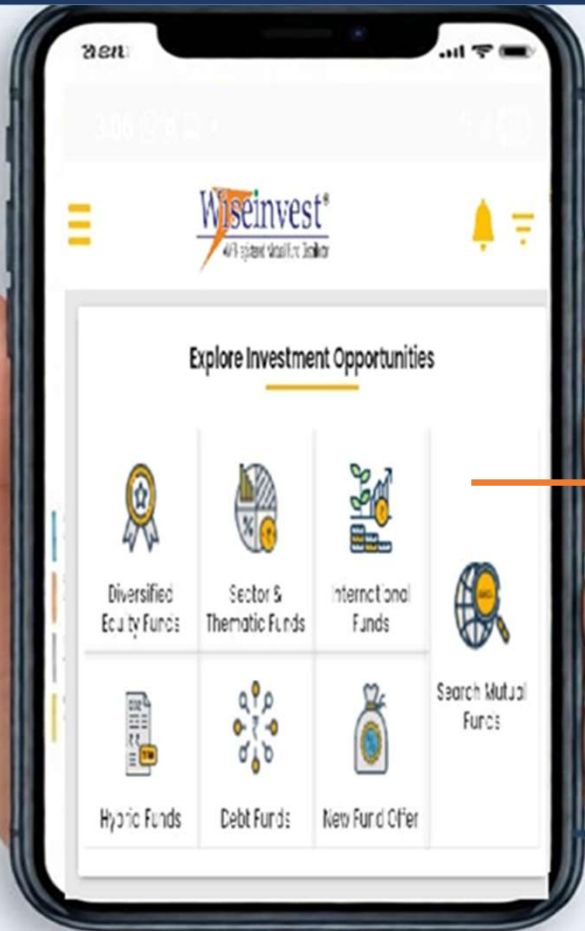 Wiseinvest®
Explore Investment Opportunities
Diversified
Equity Funds
Sector &
Thematic Funds
International
Funds
Search Mutual
Funds
Hybrid Funds
Debt Funds
New Fund Offer